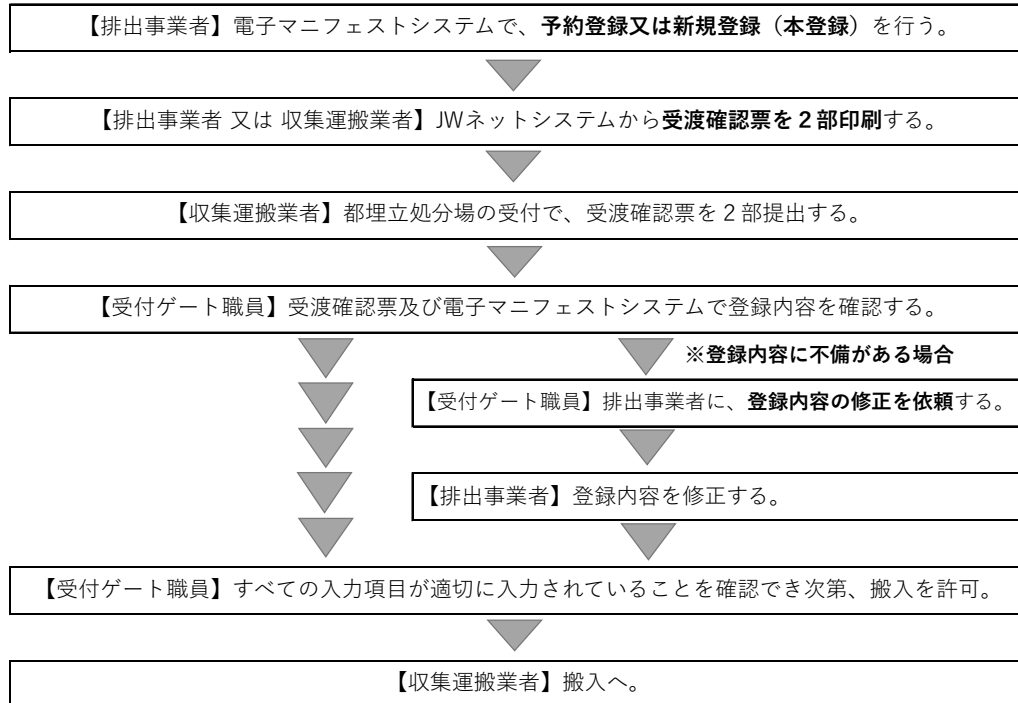 【排出事業者】電子マニフェストシステムで、予約登録又は新規登録（本登録）を行う。
【排出事業者 又は 収集運搬業者】JWネットシステムから受渡確認票を２部印刷する。
【収集運搬業者】都埋立処分場の受付で、受渡確認票を２部提出する。
【受付ゲート職員】受渡確認票及び電子マニフェストシステムで登録内容を確認する。
※登録内容に不備がある場合
【受付ゲート職員】排出事業者に、登録内容の修正を依頼する。
【排出事業者】登録内容を修正する。
【受付ゲート職員】すべての入力項目が適切に入力されていることを確認でき次第、搬入を許可。
【収集運搬業者】搬入へ。